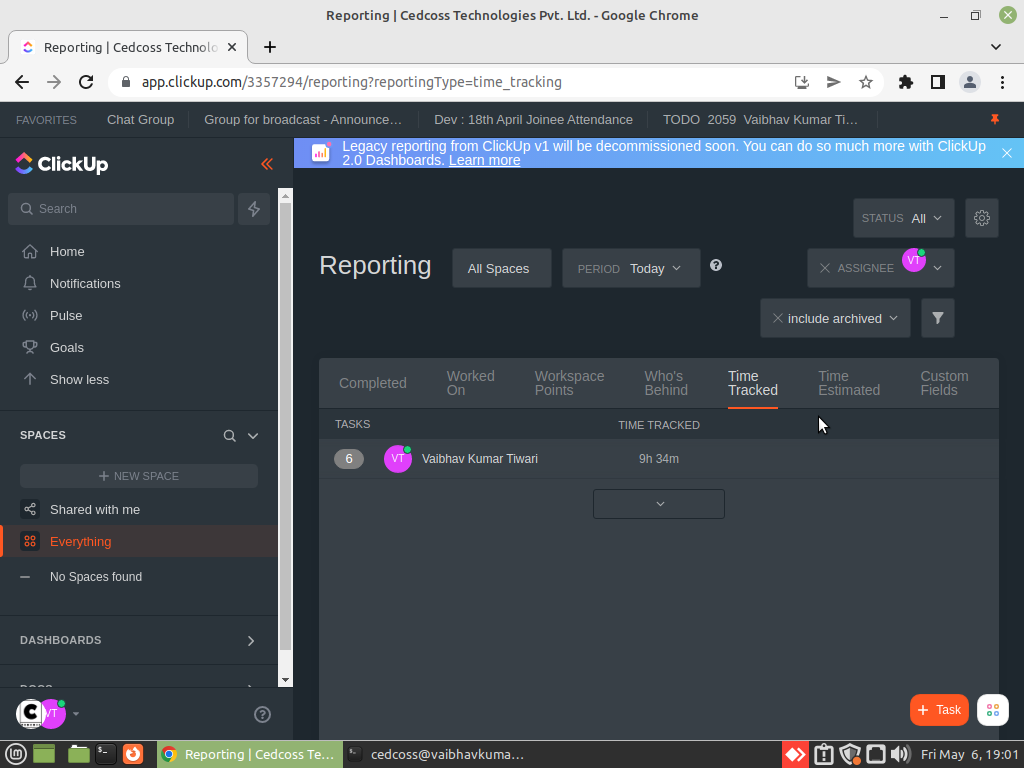 Reporting | Cedcoss Technologies Pvt. Ltd. - Google Chrome
Reporting | Cedcoss Technolo
app.clickup.com/3357294/reporting?reportingType=time_tracking
FAVORITES Chat Group Group for broadcast - Announce… Dev : 18th April Joinee Attendance TODO 2059 Vaibhav Kumar Ti…
ClickUp
Legacy reporting from ClickUp v1 will be decommissioned soon. You can do so much more with ClickUp
2.0 Dashboards. Learn more
Search
Home
Notifications
Pulse
Goals
Show less
SPACES
+ NEW SPACE
Shared with me
Everything
No Spaces found
DASHBOARDS
DOCS
C VT
STATUS All
Reporting All Spaces PERIOD Today ASSIGNEE VT
include archived
Completed
Worked
On
Workspace
Points
Who's
Behind
Time
Tracked
Time
Estimated
Custom
Fields
TASKS TIME TRACKED
6 VT Vaibhav Kumar Tiwari 9h 34m
+ Task
Reporting | Cedcoss Te… cedcoss@vaibhavkuma… Fri May 6, 19:01